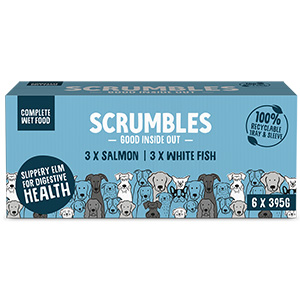 COMPLETE
WET FOOD
SCRUMBLES
GOOD INSIDE OUT
3 X SALMON | 3 X WHITE FISH
100%
RECYCLABLE
TRAY & SLEEVE
SLIPPERY ELM
FOR DIGESTIVE
HEALTH
6 X 395G